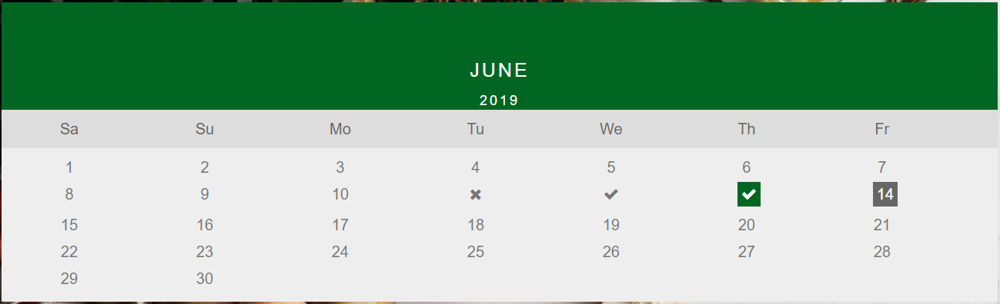 JUNE
2019
Sa Su Mo Tu We Th Fr
1 2 3 4 5 6 7
8 9 10 ✖ ✔ ✔ 14
15 16 17 18 19 20 21
22 23 24 25 26 27 28
29 30